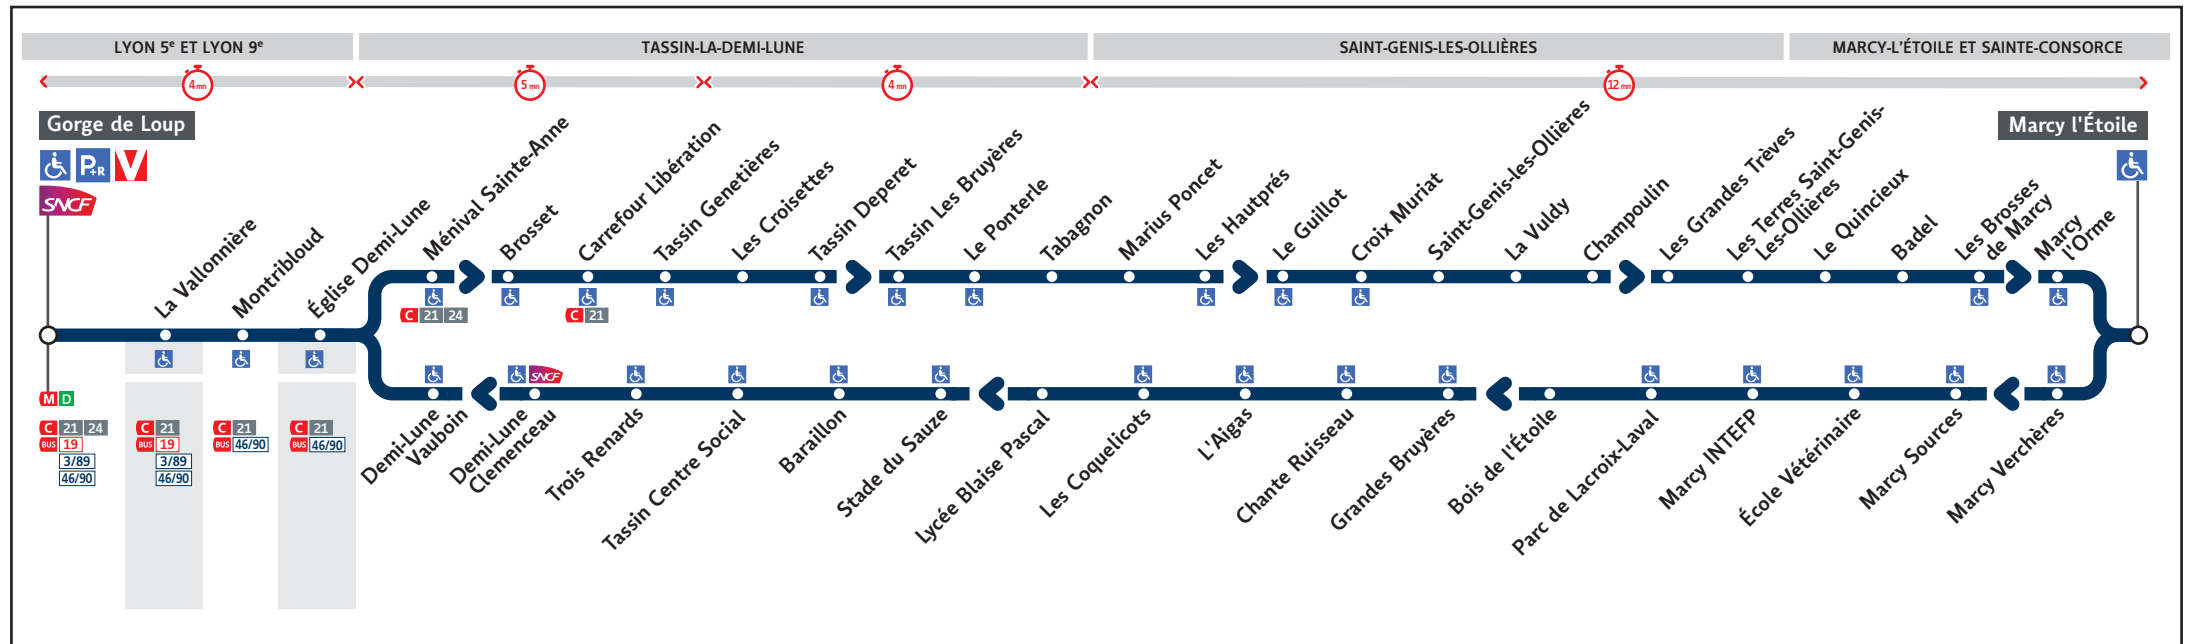 LYON 5e ET LYON 9e
TASSIN-LA-DEMI-LUNE
SAINT-GENIS-LES-OLLIÈRES
MARCY-L'ÉTOILE ET SAINTE-CONSORCE
4 mn
5 mn
4 mn
12 mn
Gorge de Loup
Marcy l'Étoile
P+R
V
SNCF
La Vallonnière
Montribloud
Église Demi-Lune
Ménival Sainte-Anne
Brosset
Carrefour Libération
Tassin Genetières
Les Croisettes
Tassin Deperet
Tassin Les Bruyères
Le Ponterle
Tabagnon
Marius Poncet
Les Hautprés
Le Guillot
Croix Muriat
Saint-Genis-les-Ollières
La Vuldy
Champoulin
Les Grandes Trèves
Les Terres Saint-Genis-
Les-Ollières
Le Quincieux
Badel
Les Brosses
de Marcy
Marcy
l'Orme
C 21 24
C 21
SNCF
M D
C 21 24
BUS 19
3/89
46/90
C 21
BUS 19
3/89
46/90
C 21
BUS 46/90
C 21
BUS 46/90
Demi-Lune
Vauboin
Demi-Lune
Clemenceau
Trois Renards
Tassin Centre Social
Baraillon
Stade du Sauze
Lycée Blaise Pascal
Les Coquelicots
L'Aigas
Chante Ruisseau
Grandes Bruyères
Bois de l'Étoile
Parc de Lacroix-Laval
Marcy INTEFP
École Vétérinaire
Marcy Sources
Marcy Verchères